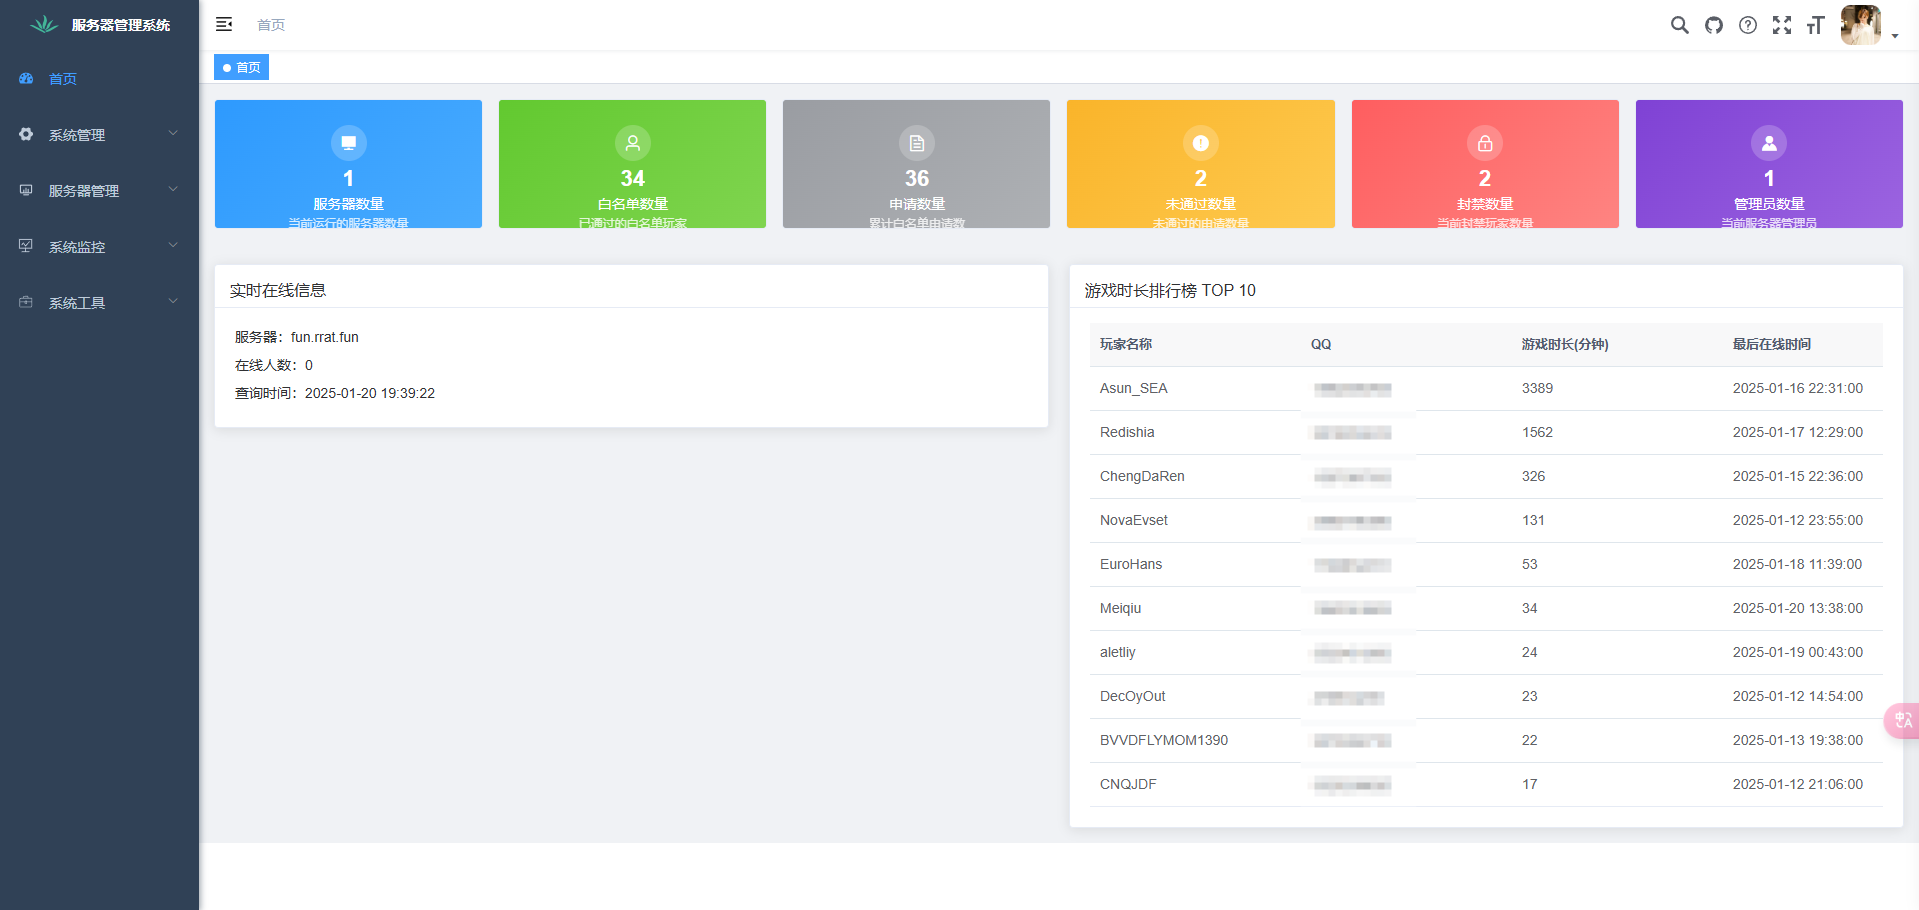 服务器管理系统
首页
系统管理
服务器管理
系统监控
系统工具
首页
首页
1
服务器数量
当前运行的服务器数量
34
白名单数量
已通过的白名单玩家
36
申请数量
累计白名单申请数
2
未通过数量
未通过的申请数量
2
封禁数量
当前封禁玩家数量
1
管理员数量
当前服务器管理员
实时在线信息
服务器：fun.rrat.fun
在线人数：0
查询时间：2025-01-20 19:39:22
游戏时长排行榜 TOP 10
玩家名称 QQ 游戏时长(分钟) 最后在线时间
Asun_SEA 3389 2025-01-16 22:31:00
Redishia 1562 2025-01-17 12:29:00
ChengDaRen 326 2025-01-15 22:36:00
NovaEvset 131 2025-01-12 23:55:00
EuroHans 53 2025-01-18 11:39:00
Meiqiu 34 2025-01-20 13:38:00
aletliy 24 2025-01-19 00:43:00
DecOyOut 23 2025-01-12 14:54:00
BVVDFLYMOM1390 22 2025-01-13 19:38:00
CNQJDF 17 2025-01-12 21:06:00